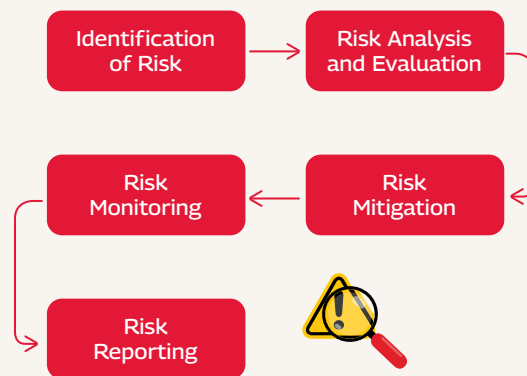 Identification
of Risk
Risk Analysis
and Evaluation
Risk
Mitigation
Risk
Monitoring
Risk
Reporting